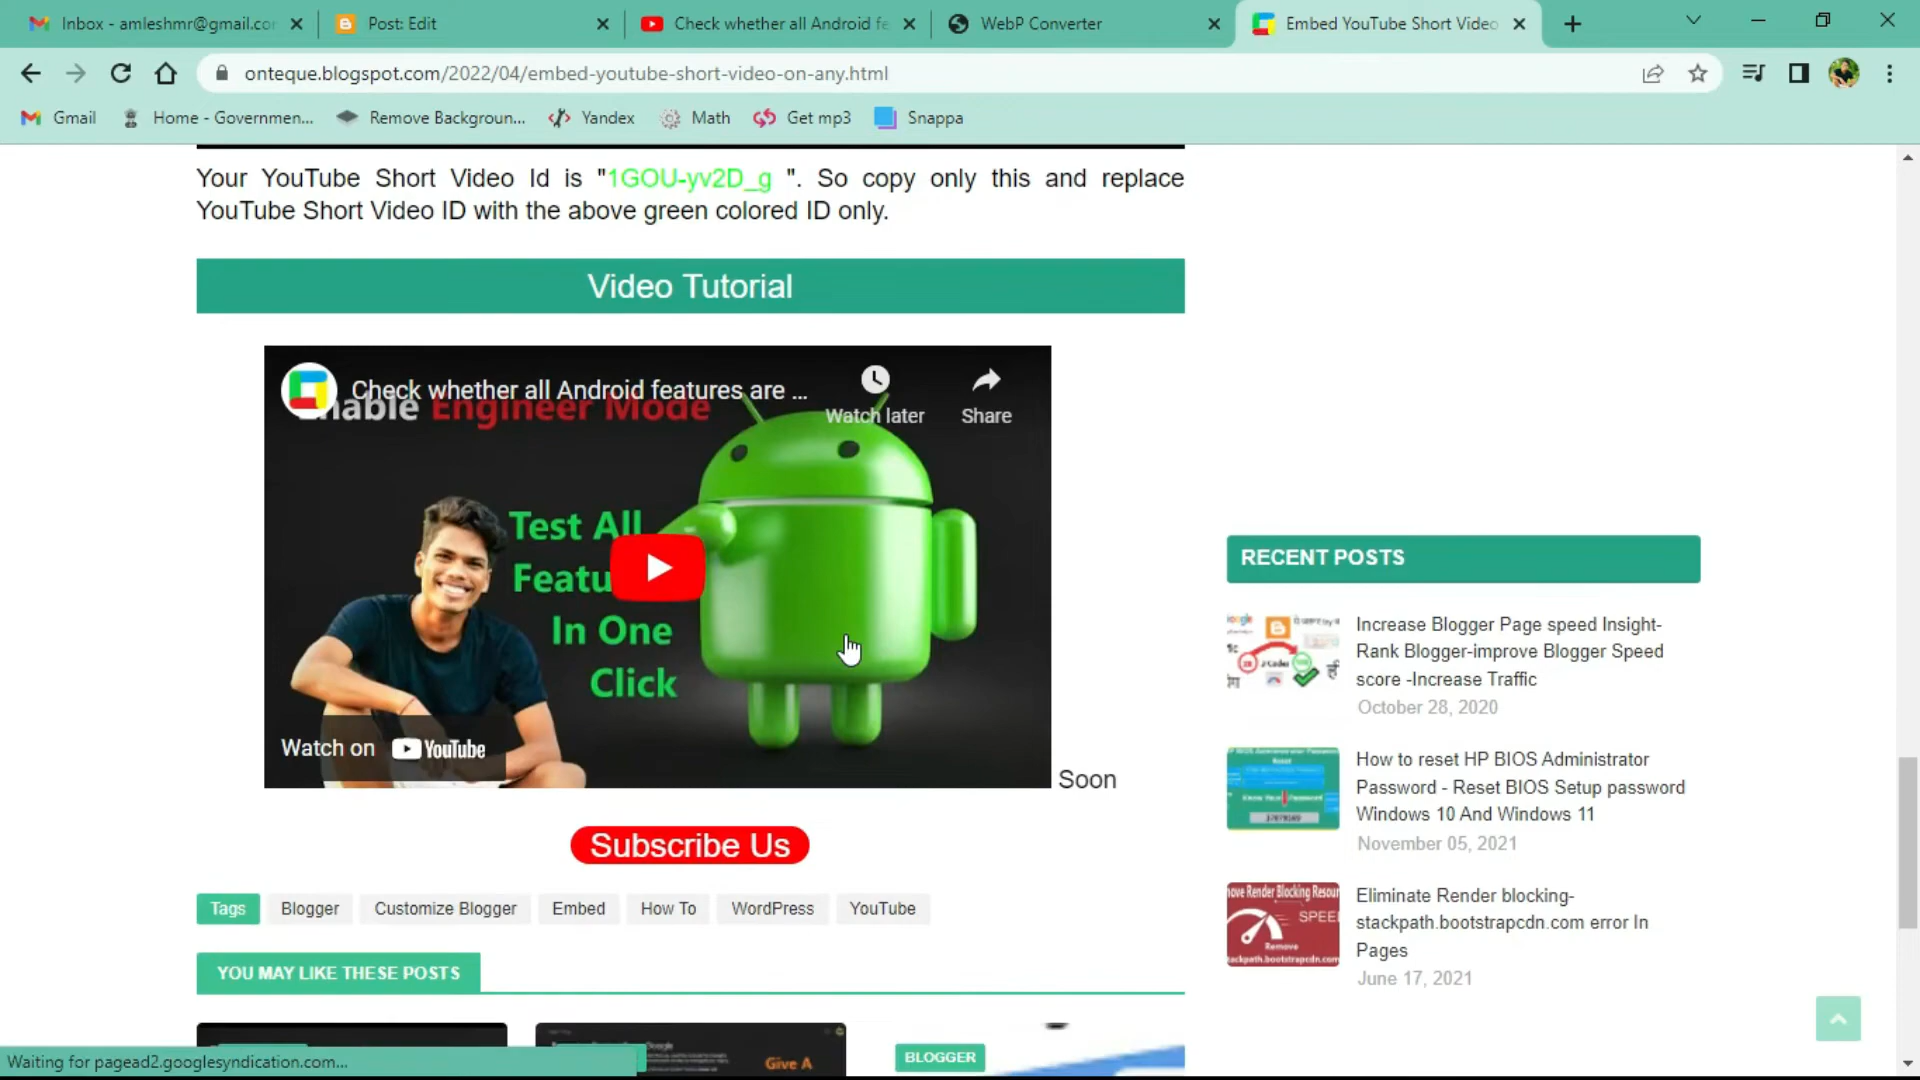 Inbox - amleshmr@gmail.co
Post: Edit
Check whether all Android fe
WebP Converter
Embed YouTube Short Video
onteque.blogspot.com/2022/04/embed-youtube-short-video-on-any.html
Gmail
Home - Governmen...
Remove Backgroun...
Yandex
Math
Get mp3
Snappa
Your YouTube Short Video Id is "1GOU-yv2D_g ". So copy only this and replace
YouTube Short Video ID with the above green colored ID only.
Video Tutorial
Check whether all Android features are ...
Watch later
Share
Engineer Mode
Test All
Featu
In One
Click
Watch on YouTube
Soon
Subscribe Us
Tags
Blogger
Customize Blogger
Embed
How To
WordPress
YouTube
YOU MAY LIKE THESE POSTS
Give A
BLOGGER
RECENT POSTS
Increase Blogger Page speed Insight-
Rank Blogger-improve Blogger Speed
score -Increase Traffic
October 28, 2020
How to reset HP BIOS Administrator
Password - Reset BIOS Setup password
Windows 10 And Windows 11
November 05, 2021
Eliminate Render blocking-
stackpath.bootstrapcdn.com error In
Pages
June 17, 2021
Waiting for pagead2.googlesyndication.com...